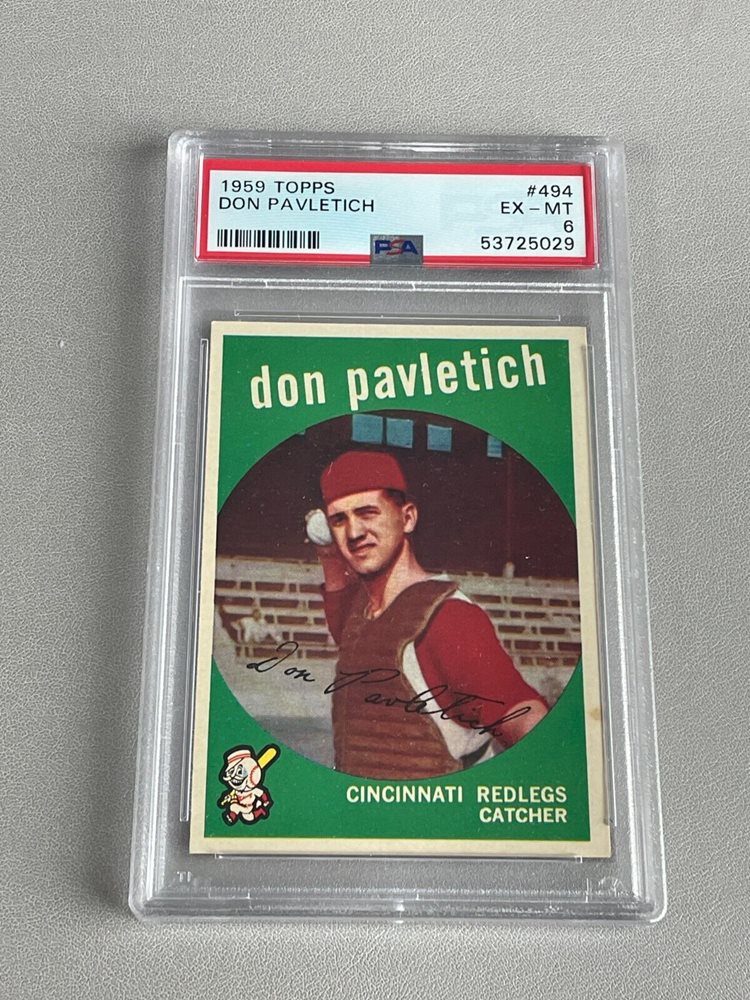 1959 TOPPS
#494
DON PAVLETICH
EX - MT
6
53725029
PSA
don pavletich
Don Pavletich
CINCINNATI REDLEGS
CATCHER